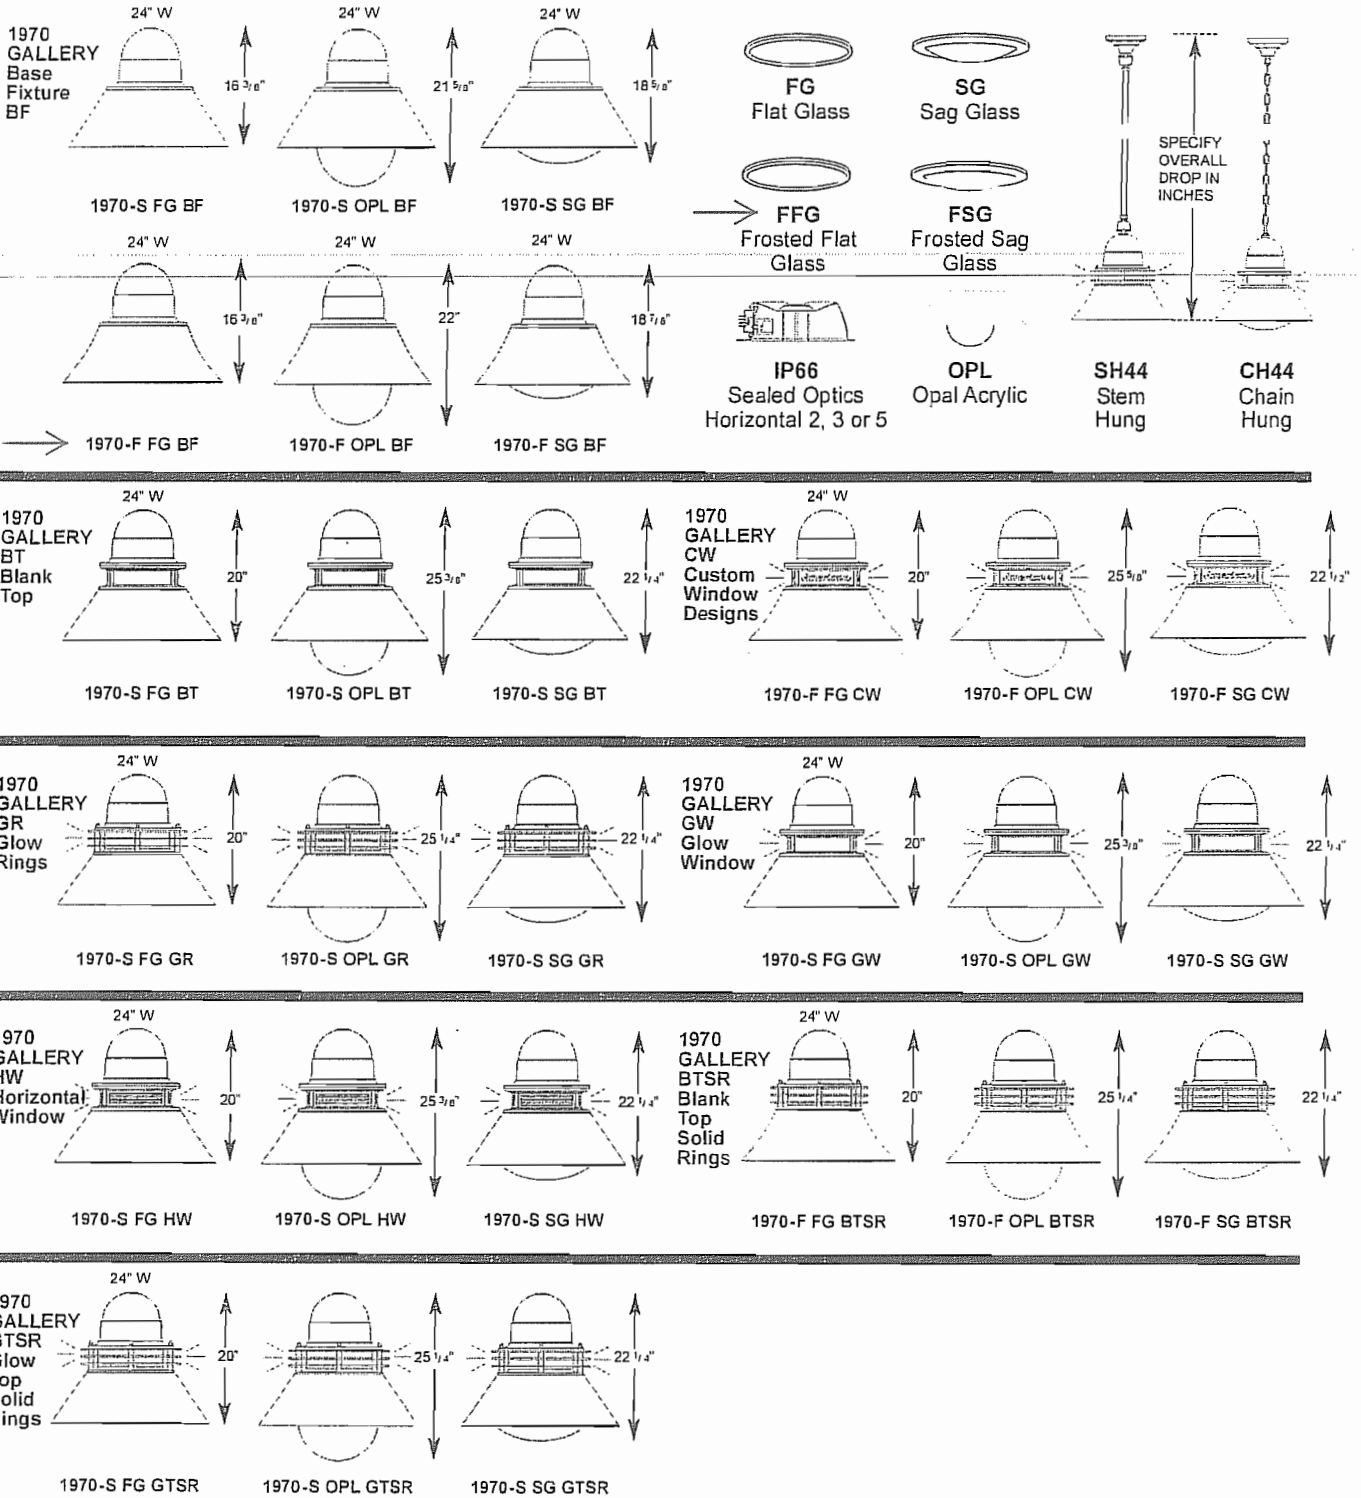 24" W
24" W
24" W
1970
GALLERY
Base
Fixture
BF
16 3/8"
21 5/8"
18 5/8"
1970-S FG BF
1970-S OPL BF
1970-S SG BF
24" W
24" W
24" W
16 3/8"
22"
18 7/8"
1970-F FG BF
1970-F OPL BF
1970-F SG BF
FG
Flat Glass
SG
Sag Glass
FFG
Frosted Flat
Glass
FSG
Frosted Sag
Glass
IP66
Sealed Optics
Horizontal 2, 3 or 5
OPL
Opal Acrylic
SPECIFY
OVERALL
DROP IN
INCHES
SH44
Stem
Hung
CH44
Chain
Hung
24" W
1970
GALLERY
BT
Blank
Top
20"
25 3/8"
22 1/4"
1970-S FG BT
1970-S OPL BT
1970-S SG BT
24" W
1970
GALLERY
CW
Custom
Window
Designs
20"
25 5/8"
22 1/2"
1970-F FG CW
1970-F OPL CW
1970-F SG CW
24" W
1970
GALLERY
GR
Glow
Rings
20"
25 1/4"
22 1/4"
1970-S FG GR
1970-S OPL GR
1970-S SG GR
24" W
1970
GALLERY
GW
Glow
Window
20"
25 3/8"
22 1/4"
1970-S FG GW
1970-S OPL GW
1970-S SG GW
24" W
1970
GALLERY
HW
Horizontal
Window
20"
25 3/8"
22 1/4"
1970-S FG HW
1970-S OPL HW
1970-S SG HW
24" W
1970
GALLERY
BTSR
Blank
Top
Solid
Rings
20"
25 1/4"
22 1/4"
1970-F FG BTSR
1970-F OPL BTSR
1970-F SG BTSR
24" W
1970
GALLERY
GTSR
Glow
Top
Solid
Rings
20"
25 1/4"
22 1/4"
1970-S FG GTSR
1970-S OPL GTSR
1970-S SG GTSR